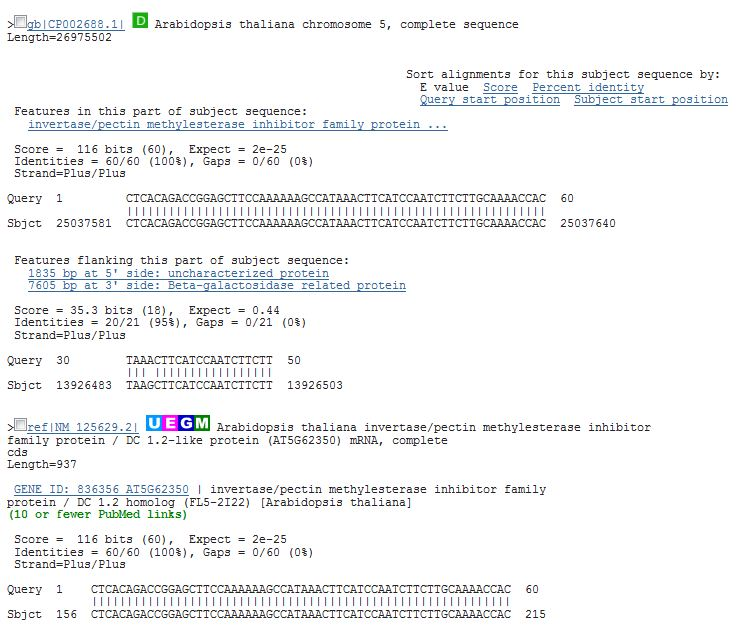 >gb|CP002688.1| D Arabidopsis thaliana chromosome 5, complete sequence
Length=26975502
Sort alignments for this subject sequence by:
E value Score Percent identity
Query start position Subject start position
Features in this part of subject sequence:
invertase/pectin methylesterase inhibitor family protein ...
Score = 116 bits (60), Expect = 2e-25
Identities = 60/60 (100%), Gaps = 0/60 (0%)
Strand=Plus/Plus
Query 1 CTCACAGACCGGAGCTTCCAAAAAAGCCATAAACTTCATCCAATCTTCTTGCAAAACCAC 60
||||||||||||||||||||||||||||||||||||||||||||||||||||||||||||
Sbjct 25037581 CTCACAGACCGGAGCTTCCAAAAAAGCCATAAACTTCATCCAATCTTCTTGCAAAACCAC 25037640
Features flanking this part of subject sequence:
1835 bp at 5' side: uncharacterized protein
7605 bp at 3' side: Beta-galactosidase related protein
Score = 35.3 bits (18), Expect = 0.44
Identities = 20/21 (95%), Gaps = 0/21 (0%)
Strand=Plus/Plus
Query 30 TAAACTTCATCCAATCTTCTT 50
||| |||||||||||||||||
Sbjct 13926483 TAAGCTTCATCCAATCTTCTT 13926503
>ref|NM_125629.2| UEGM Arabidopsis thaliana invertase/pectin methylesterase inhibitor
family protein / DC 1.2-like protein (AT5G62350) mRNA, complete
cds
Length=937
GENE ID: 836356 AT5G62350 | invertase/pectin methylesterase inhibitor family
protein / DC 1.2 homolog (FL5-2I22) [Arabidopsis thaliana]
(10 or fewer PubMed links)
Score = 116 bits (60), Expect = 2e-25
Identities = 60/60 (100%), Gaps = 0/60 (0%)
Strand=Plus/Plus
Query 1 CTCACAGACCGGAGCTTCCAAAAAAGCCATAAACTTCATCCAATCTTCTTGCAAAACCAC 60
||||||||||||||||||||||||||||||||||||||||||||||||||||||||||||
Sbjct 156 CTCACAGACCGGAGCTTCCAAAAAAGCCATAAACTTCATCCAATCTTCTTGCAAAACCAC 215